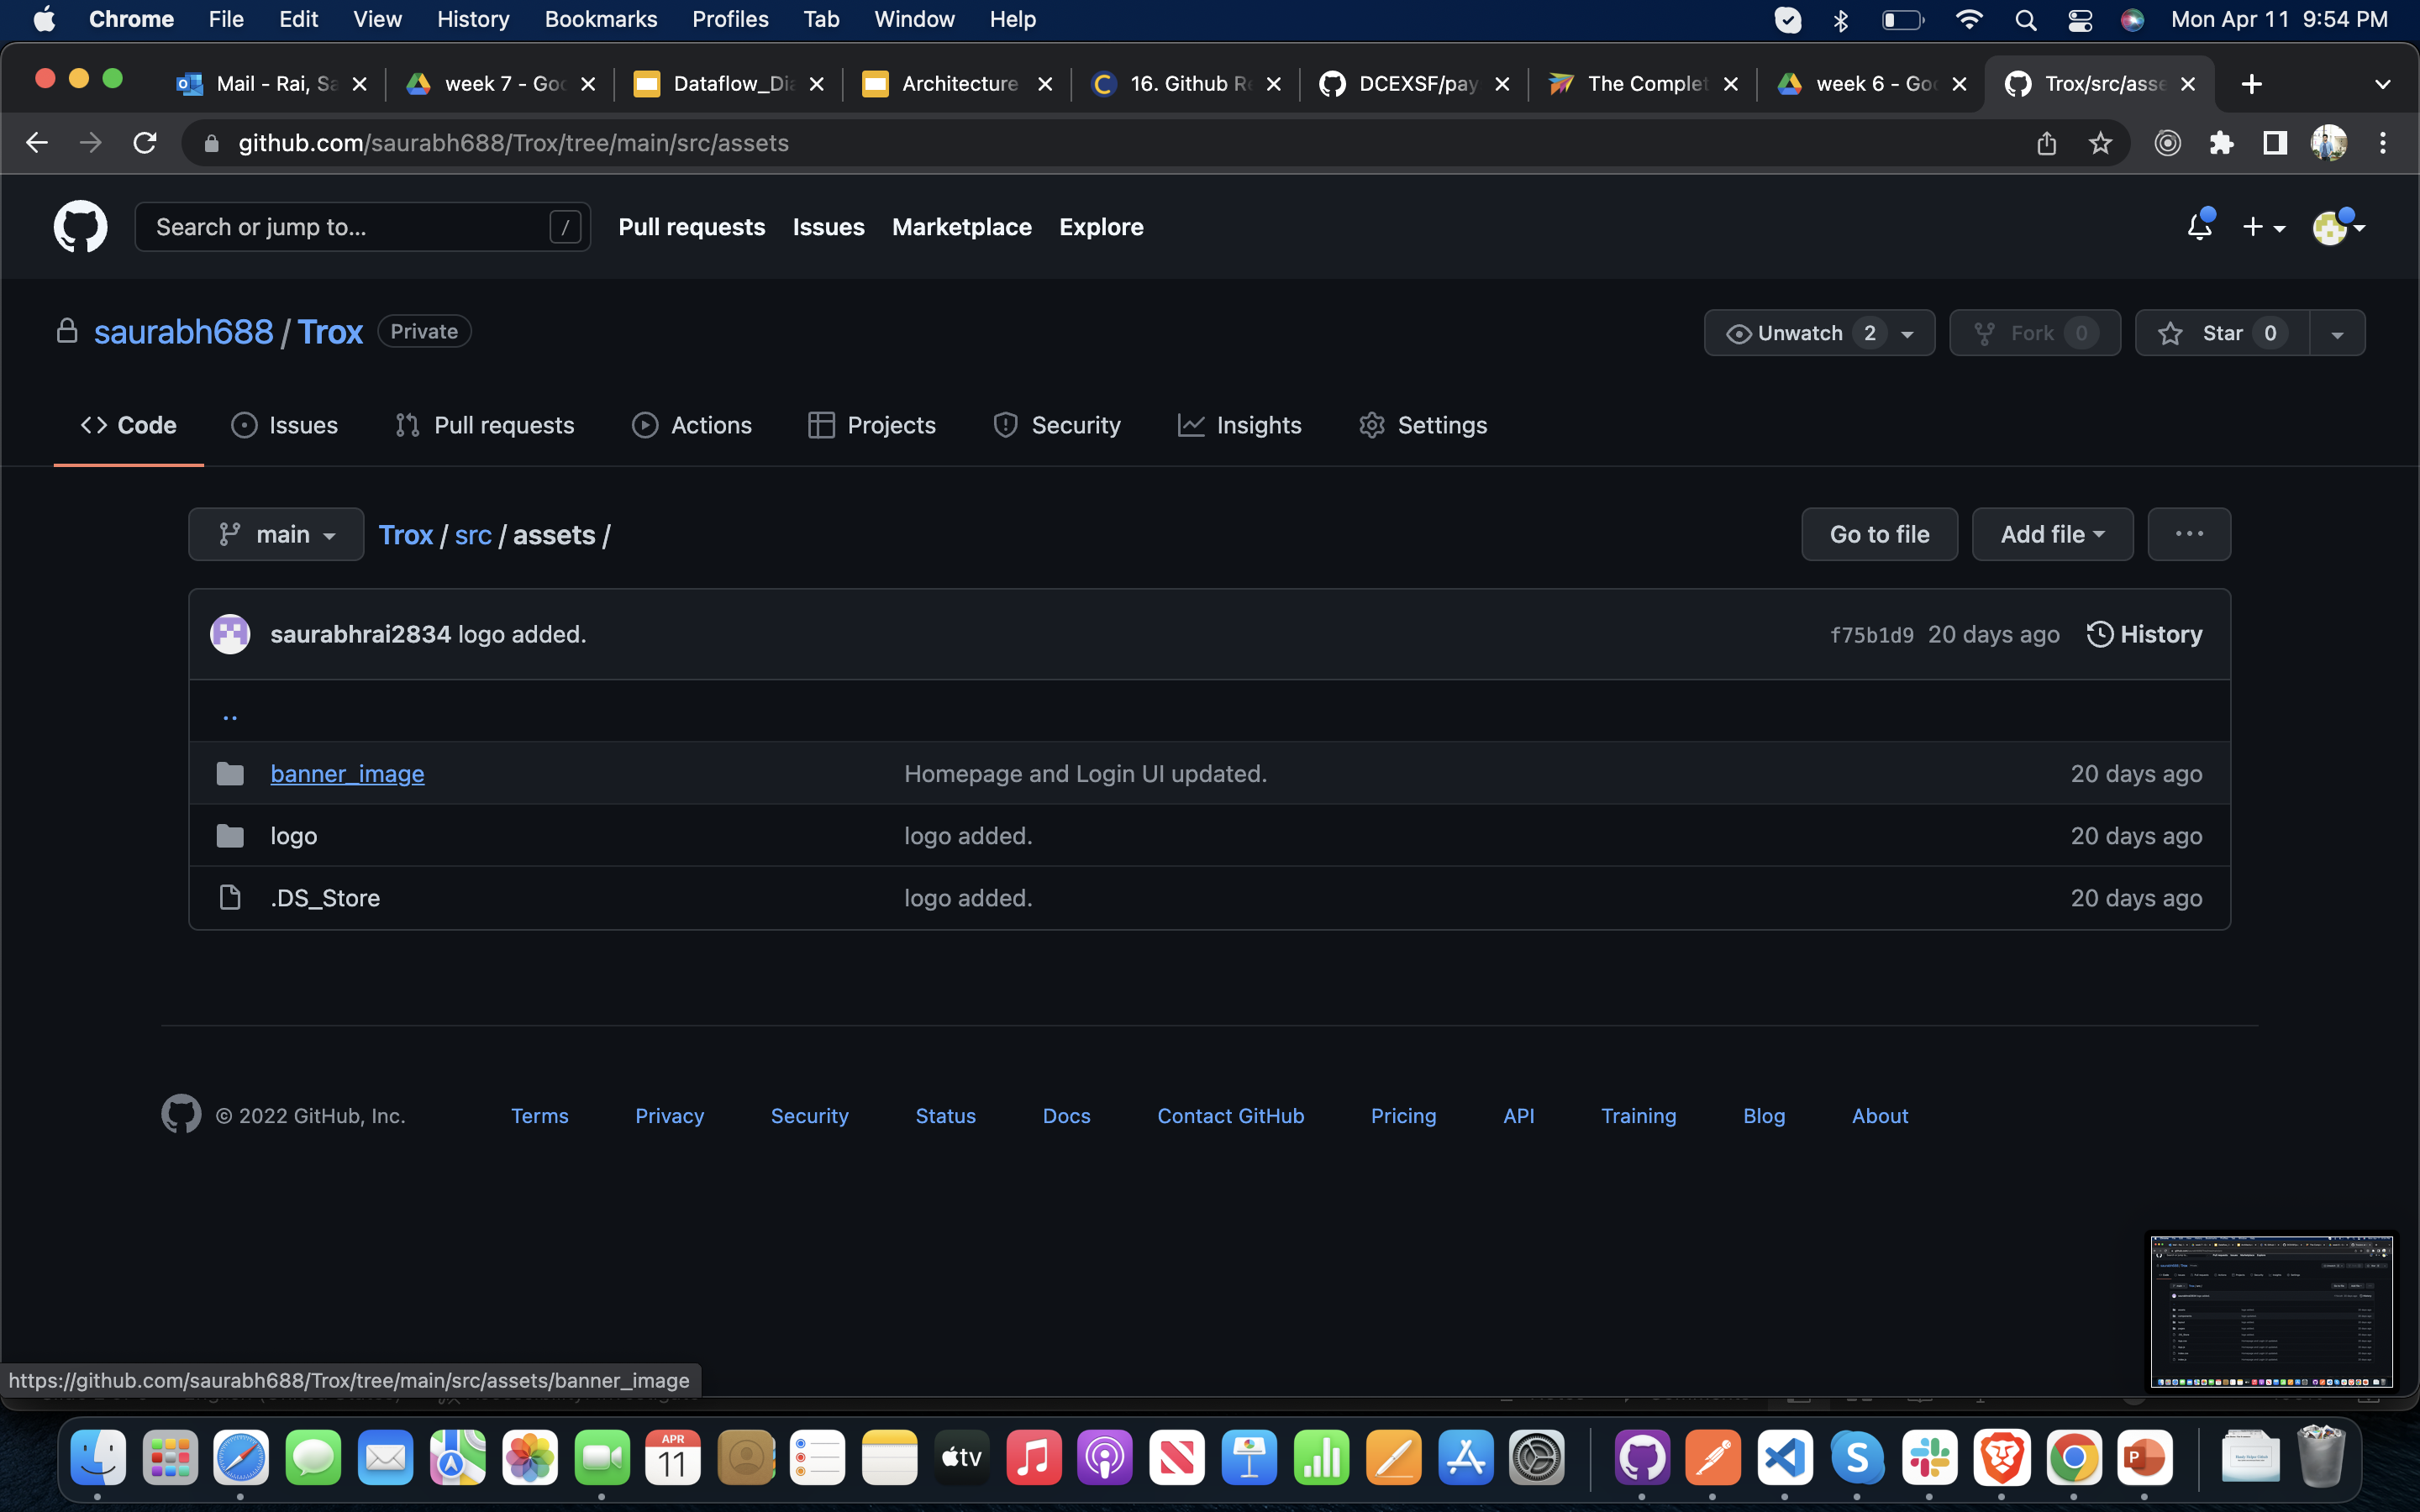 Chrome File Edit View History Bookmarks Profiles Tab Window Help Mon Apr 11 9:54 PM
Mail - Rai, Sa week 7 - Goo Dataflow_Dia Architecture 16. Github Re DCEXSF/pay The Complet week 6 - Goo Trox/src/asse
github.com/saurabh688/Trox/tree/main/src/assets
Search or jump to... / Pull requests Issues Marketplace Explore
saurabh688 / Trox Private Unwatch 2 Fork 0 Star 0
Code Issues Pull requests Actions Projects Security Insights Settings
main Trox / src / assets / Go to file Add file ...
saurabhrai2834 logo added. f75b1d9 20 days ago History
..
banner_image Homepage and Login UI updated. 20 days ago
logo logo added. 20 days ago
.DS_Store logo added. 20 days ago
© 2022 GitHub, Inc. Terms Privacy Security Status Docs Contact GitHub Pricing API Training Blog About
https://github.com/saurabh688/Trox/tree/main/src/assets/banner_image
APR
11
tv